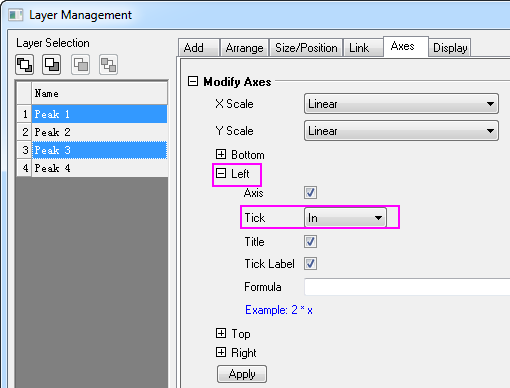 Layer Management
Layer Selection
Add Arrange Size/Position Link Axes Display
Name
1 Peak 1
2 Peak 2
3 Peak 3
4 Peak 4
Modify Axes
X Scale Linear
Y Scale Linear
Bottom
Left
Axis
Tick In
Title
Tick Label
Formula
Example: 2 * x
Top
Right
Apply